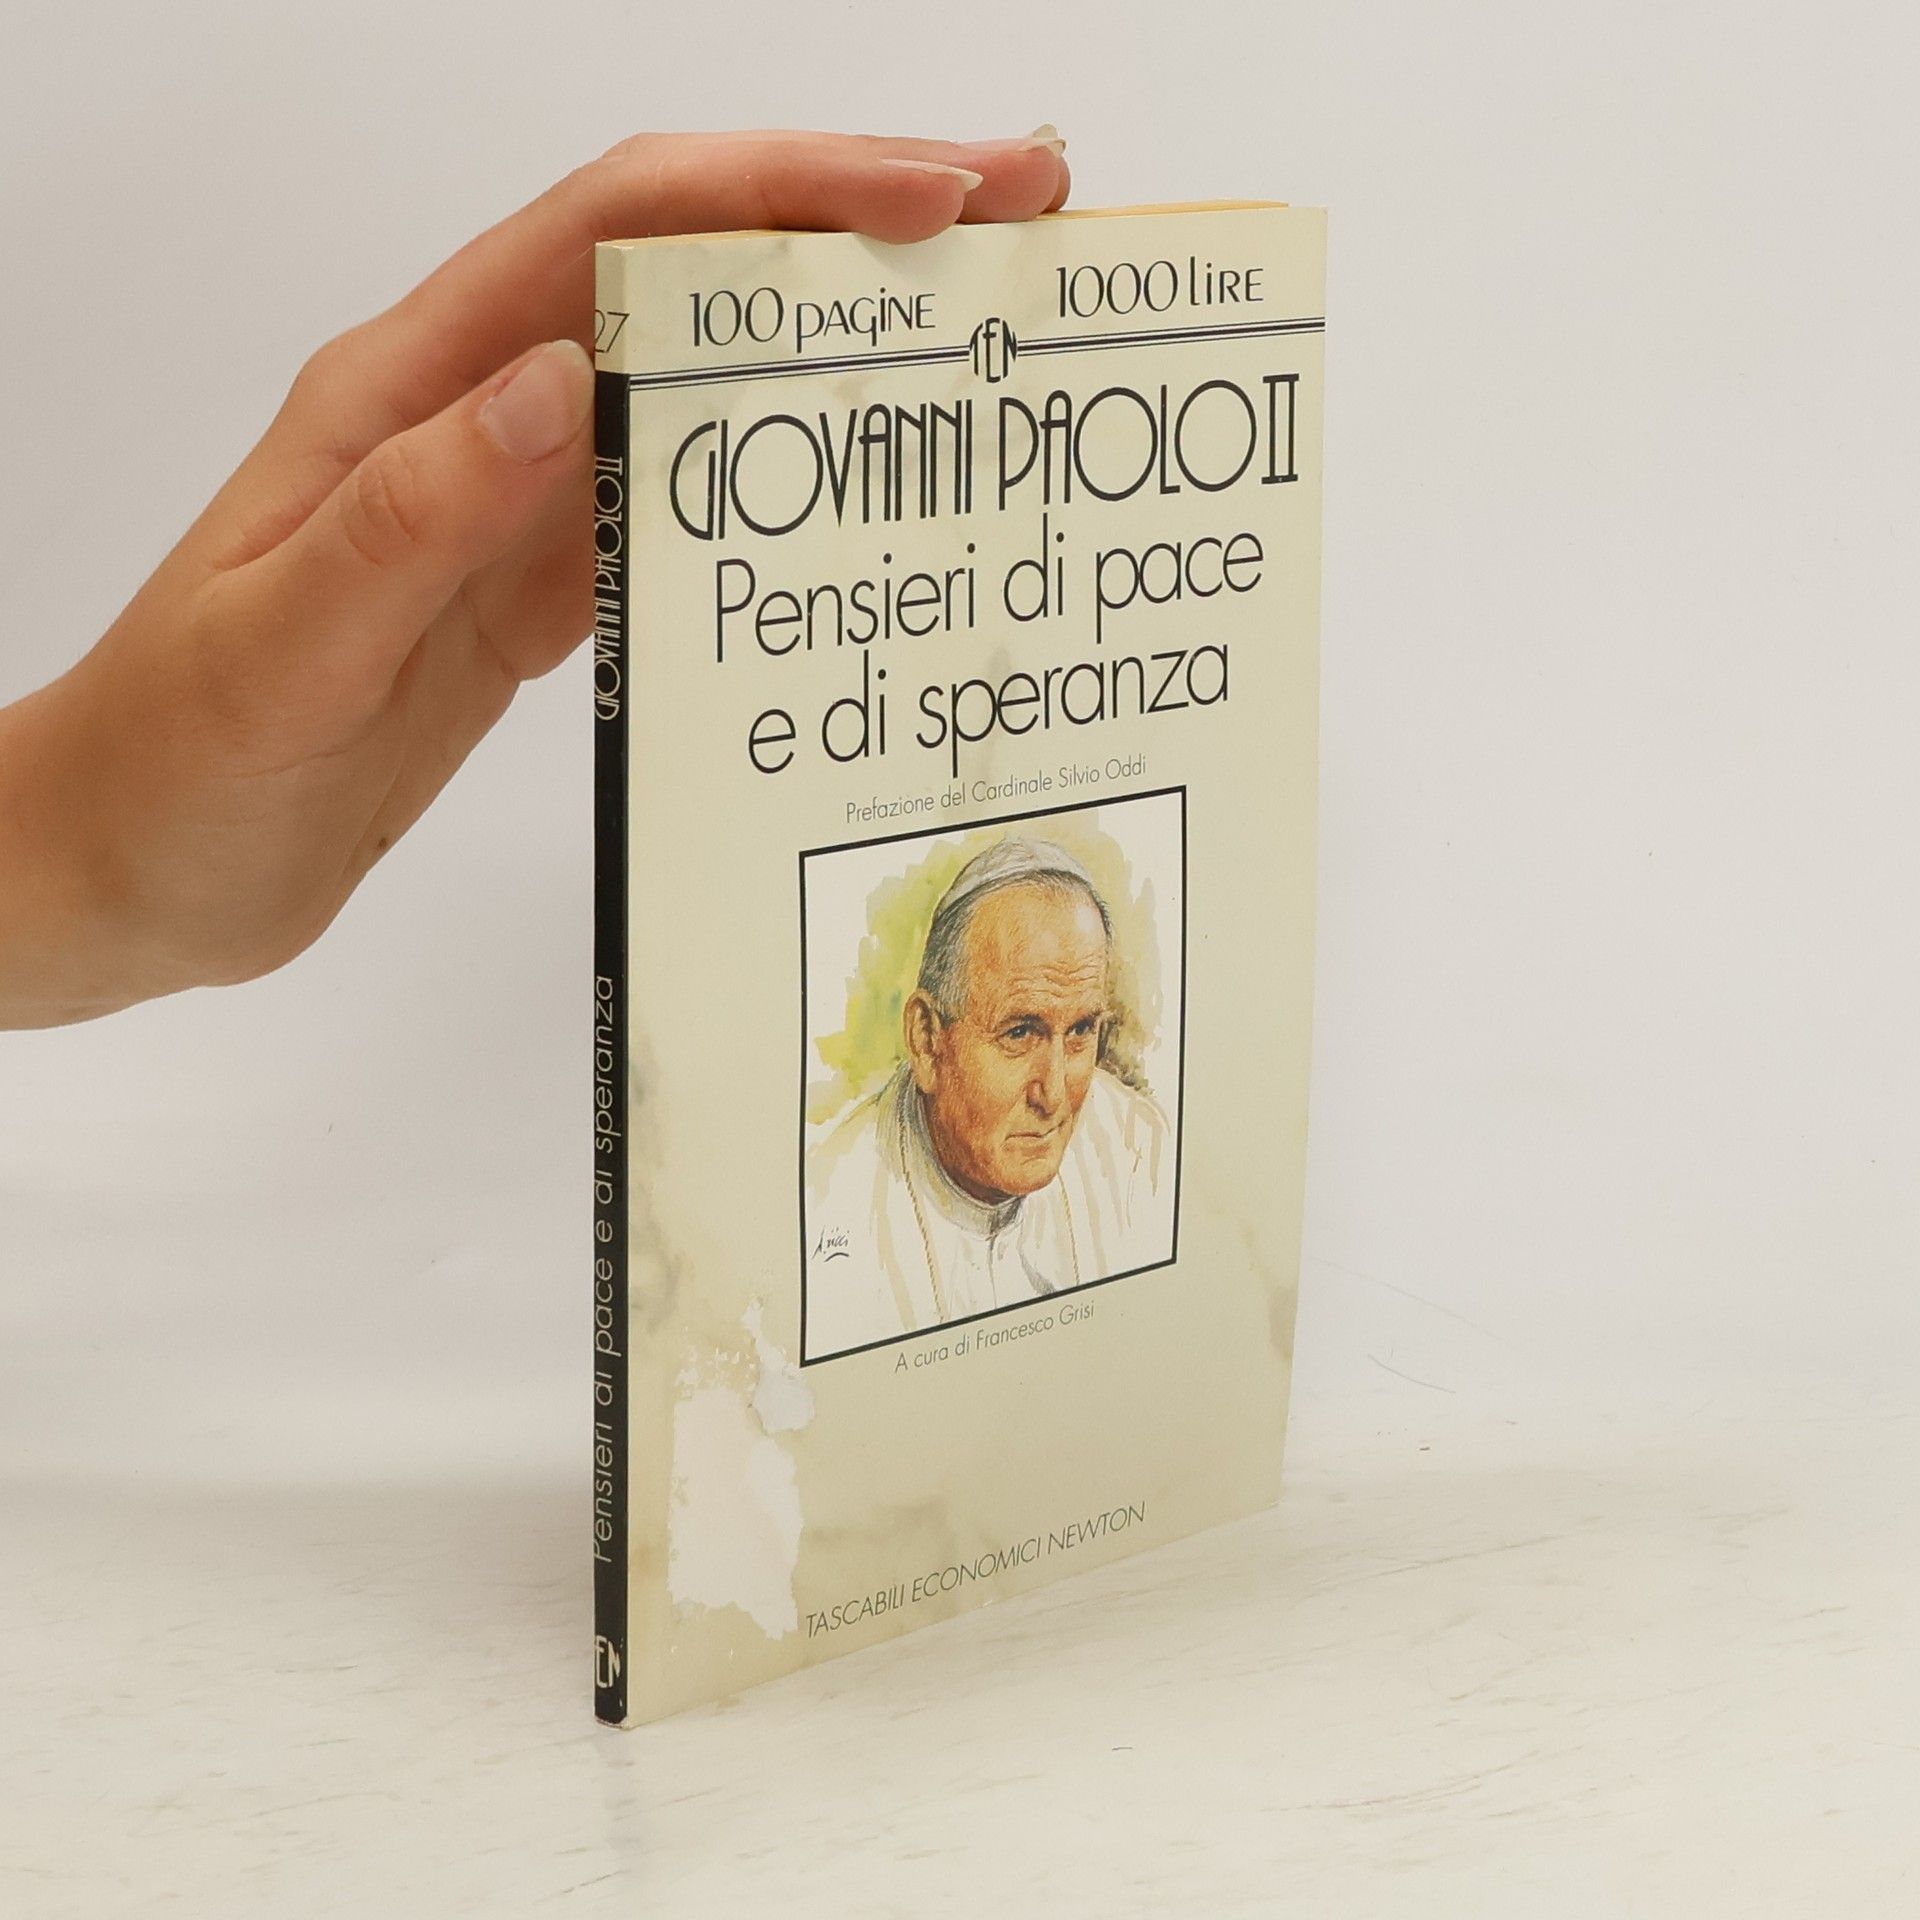 100 pagine 1000 lire
TEN
GIOVANNI PAOLO II
Pensieri di pace
e di speranza
Prefazione del Cardinale Silvio Oddi
A. ricci
A cura di Francesco Grisi
TASCABILI ECONOMICI NEWTON
27
GIOVANNI PAOLO II
Pensieri di pace e di speranza
TEN